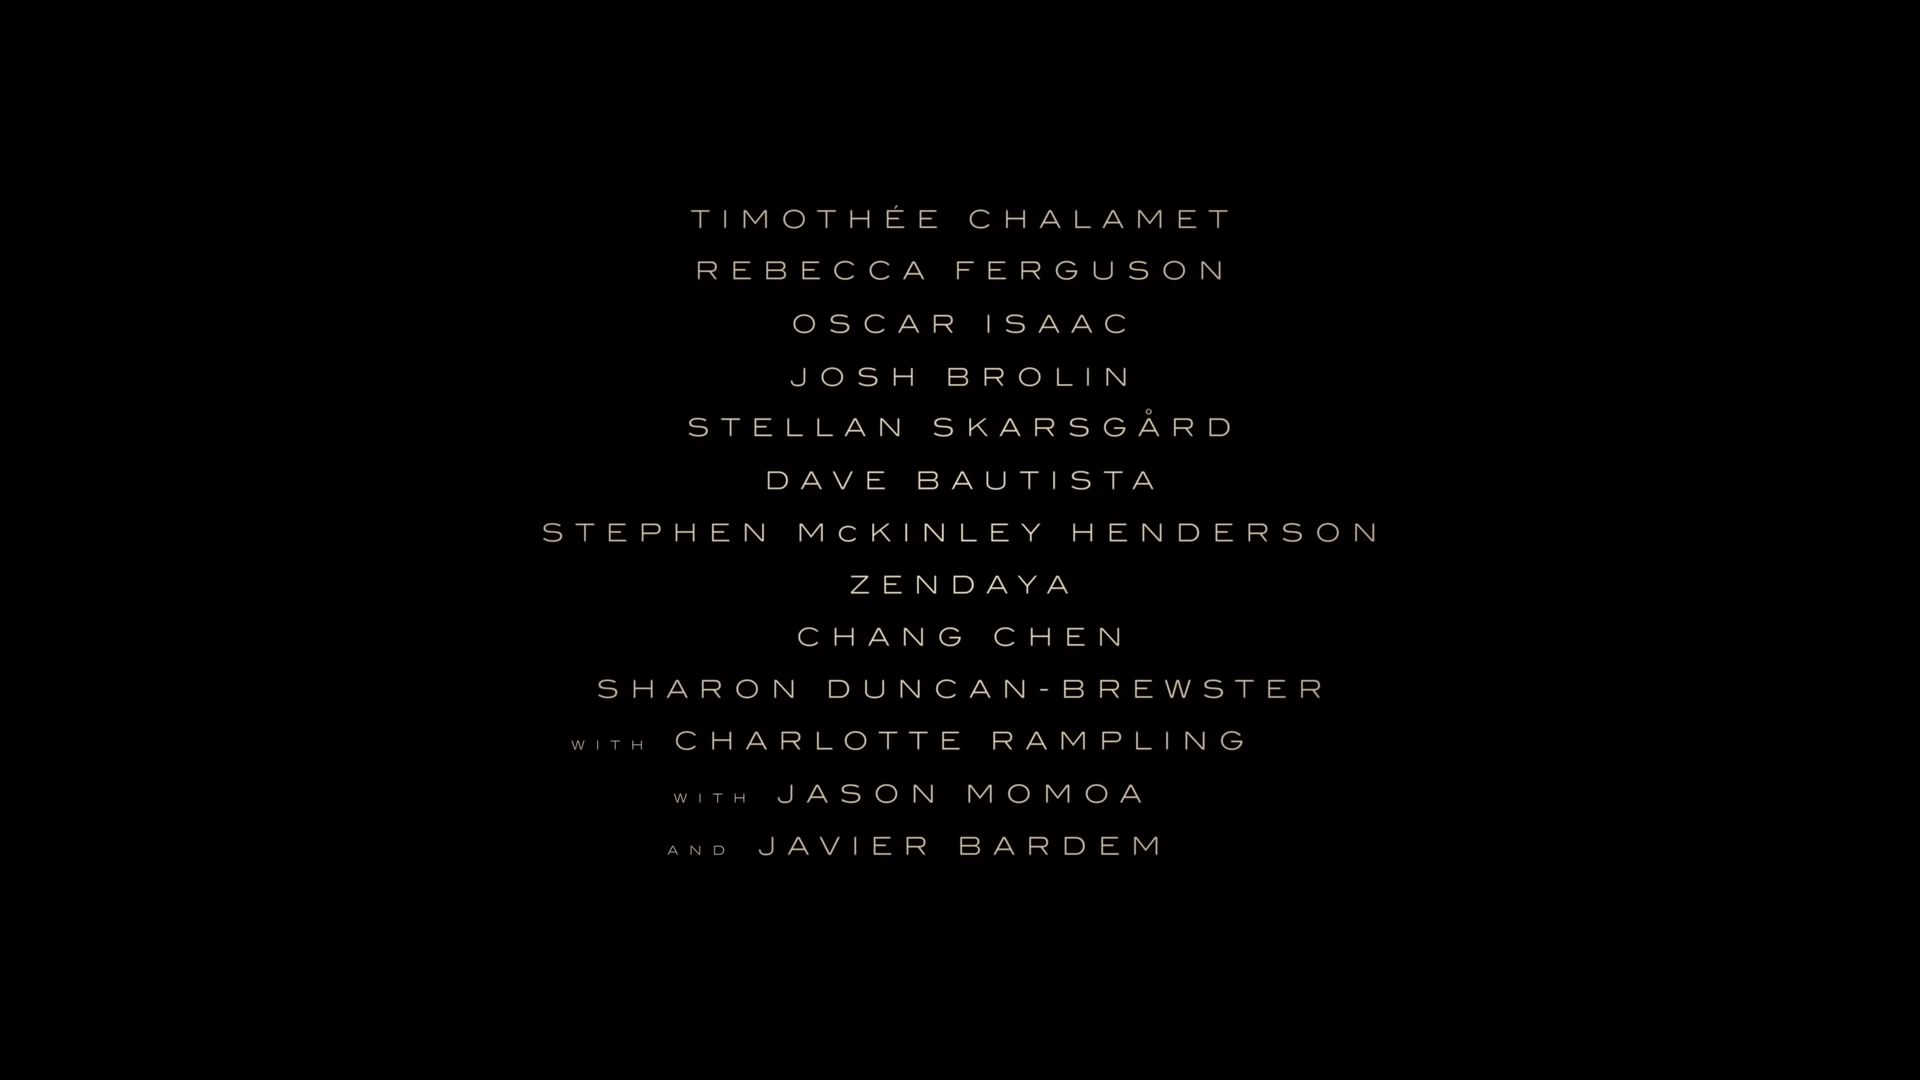 TIMOTHÉE CHALAMET
REBECCA FERGUSON
OSCAR ISAAC
JOSH BROLIN
STELLAN SKARSGÅRD
DAVE BAUTISTA
STEPHEN McKINLEY HENDERSON
ZENDAYA
CHANG CHEN
SHARON DUNCAN-BREWSTER
WITH CHARLOTTE RAMPLING
WITH JASON MOMOA
AND JAVIER BARDEM